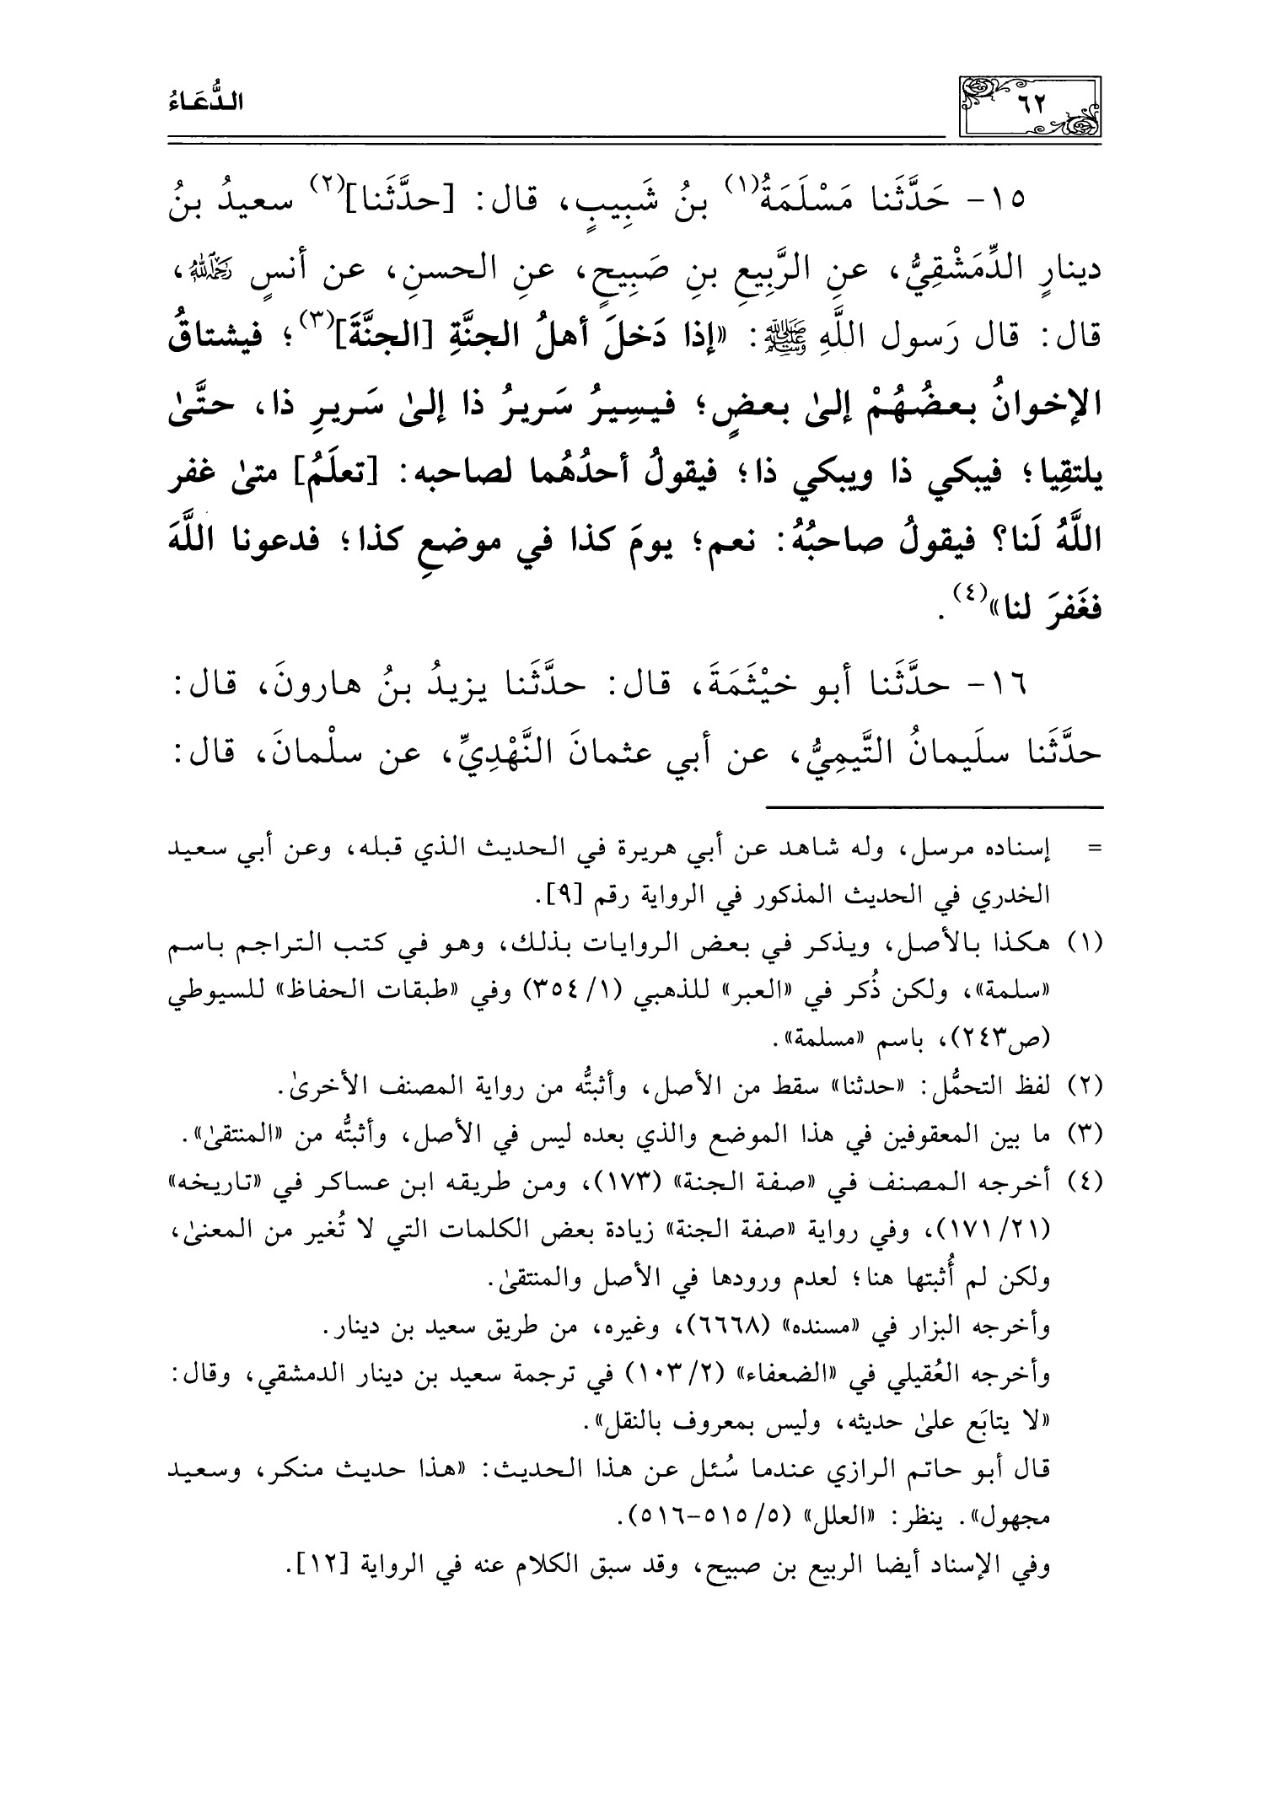 ٦٢
الدُّعَاءُ
١٥- حَدَّثَنا مَسْلَمَةُ(١) بنُ شَبِيبٍ، قال: [حدَّثَنا](٢) سعيدُ بنُ
دينارٍ الدِّمَشْقِيُّ، عنِ الرَّبِيعِ بنِ صَبِيحٍ، عنِ الحسنِ، عن أنسٍ ،
قال: قال رَسول اللَّهِ ﷺ: «إذا دَخلَ أهلُ الجنَّةِ [الجنَّةَ](٣)؛ فيشتاقُ
الإخوانُ بعضُهُمْ إلىٰ بعضٍ؛ فيسِيرُ سَريرُ ذا إلىٰ سَريرِ ذا، حتَّىٰ
يلتقِيا؛ فيبكي ذا ويبكي ذا؛ فيقولُ أحدُهُما لصاحبه: [تعلَمُ] متىٰ غفر
اللَّهُ لَنا؟ فيقولُ صاحبُهُ: نعم؛ يومَ كذا في موضعِ كذا؛ فدعونا اللَّهَ
فغَفرَ لنا»(٤).
١٦- حدَّثَنا أبو خيْثَمَةَ، قال: حدَّثَنا يزيدُ بنُ هارونَ، قال:
حدَّثَنا سلَيمانُ التَّيمِيُّ، عن أبي عثمانَ النَّهْدِيِّ، عن سلْمانَ، قال:
= إسناده مرسل، وله شاهد عن أبي هريرة في الحديث الذي قبله، وعن أبي سعيد
الخدري في الحديث المذكور في الرواية رقم [٩].
(١) هكذا بالأصل، ويذكر في بعض الروايات بذلك، وهو في كتب التراجم باسم
«سلمة»، ولكن ذُكر في «العبر» للذهبي (١/ ٣٥٤) وفي «طبقات الحفاظ» للسيوطي
(ص٢٤٣)، باسم «مسلمة».
(٢) لفظ التحمُّل: «حدثنا» سقط من الأصل، وأثبتُّه من رواية المصنف الأخرىٰ.
(٣) ما بين المعقوفين في هذا الموضع والذي بعده ليس في الأصل، وأثبتُّه من «المنتقىٰ».
(٤) أخرجه المصنف في «صفة الجنة» (١٧٣)، ومن طريقه ابن عساكر في «تاريخه»
(٢١/ ١٧١)، وفي رواية «صفة الجنة» زيادة بعض الكلمات التي لا تُغير من المعنىٰ،
ولكن لم أُثبتها هنا؛ لعدم ورودها في الأصل والمنتقىٰ.
وأخرجه البزار في «مسنده» (٦٦٦٨)، وغيره، من طريق سعيد بن دينار.
وأخرجه العُقيلي في «الضعفاء» (٢/ ١٠٣) في ترجمة سعيد بن دينار الدمشقي، وقال:
«لا يتابَع علىٰ حديثه، وليس بمعروف بالنقل».
قال أبو حاتم الرازي عندما سُئل عن هذا الحديث: «هذا حديث منكر، وسعيد
مجهول». ينظر: «العلل» (٥/ ٥١٥-٥١٦).
وفي الإسناد أيضا الربيع بن صبيح، وقد سبق الكلام عنه في الرواية [١٢].